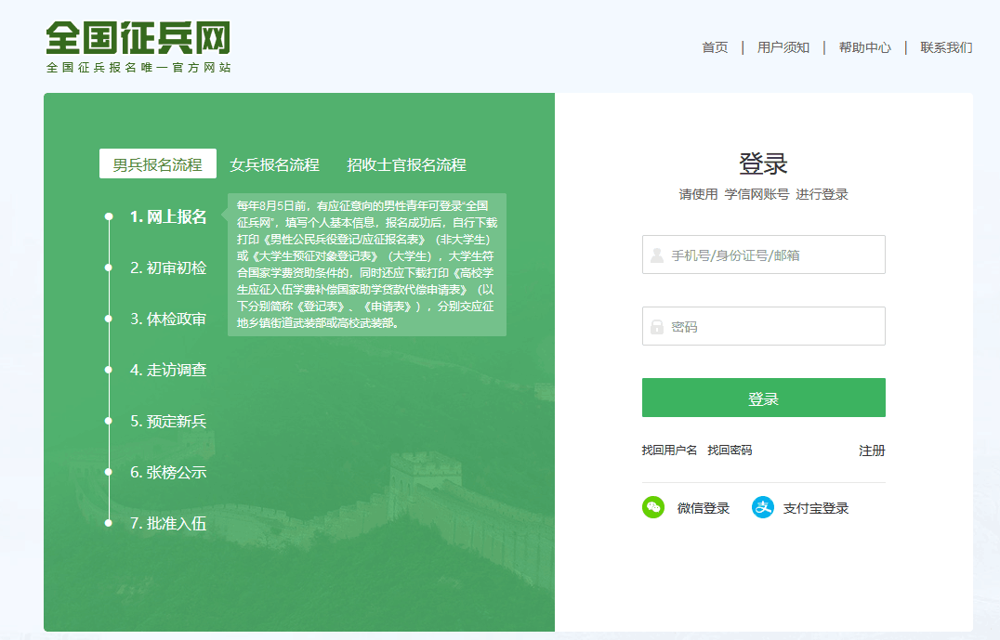 全国征兵网
全国征兵报名唯一官方网站
首页 | 用户须知 | 帮助中心 | 联系我们
男兵报名流程 女兵报名流程 招收士官报名流程
1. 网上报名
每年8月5日前，有应征意向的男性青年可登录“全国
征兵网”，填写个人基本信息，报名成功后，自行下载
打印《男性公民兵役登记/应征报名表》（非大学生）
或《大学生预征对象登记表》（大学生），大学生符
合国家学费资助条件的，同时还应下载打印《高校学
生应征入伍学费补偿国家助学贷款代偿申请表》（以
下分别简称《登记表》、《申请表》），分别交应征
地乡镇街道武装部或高校武装部。
2. 初审初检
3. 体检政审
4. 走访调查
5. 预定新兵
6. 张榜公示
7. 批准入伍
登录
请使用 学信网账号 进行登录
手机号/身份证号/邮箱
密码
登录
找回用户名 找回密码 注册
微信登录 支付宝登录